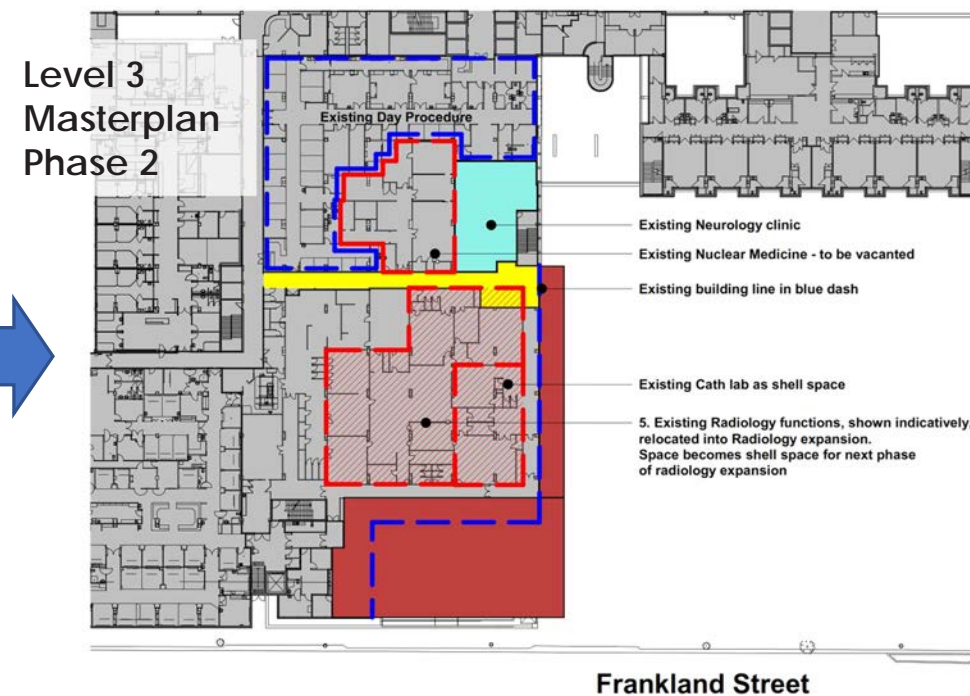 Level 3
Masterplan
Phase 2
Existing Day Procedure
Existing Neurology clinic
Existing Nuclear Medicine - to be vacanted
Existing building line in blue dash
Existing Cath lab as shell space
5. Existing Radiology functions, shown indicatively,
relocated into Radiology expansion.
Space becomes shell space for next phase
of radiology expansion
Frankland Street